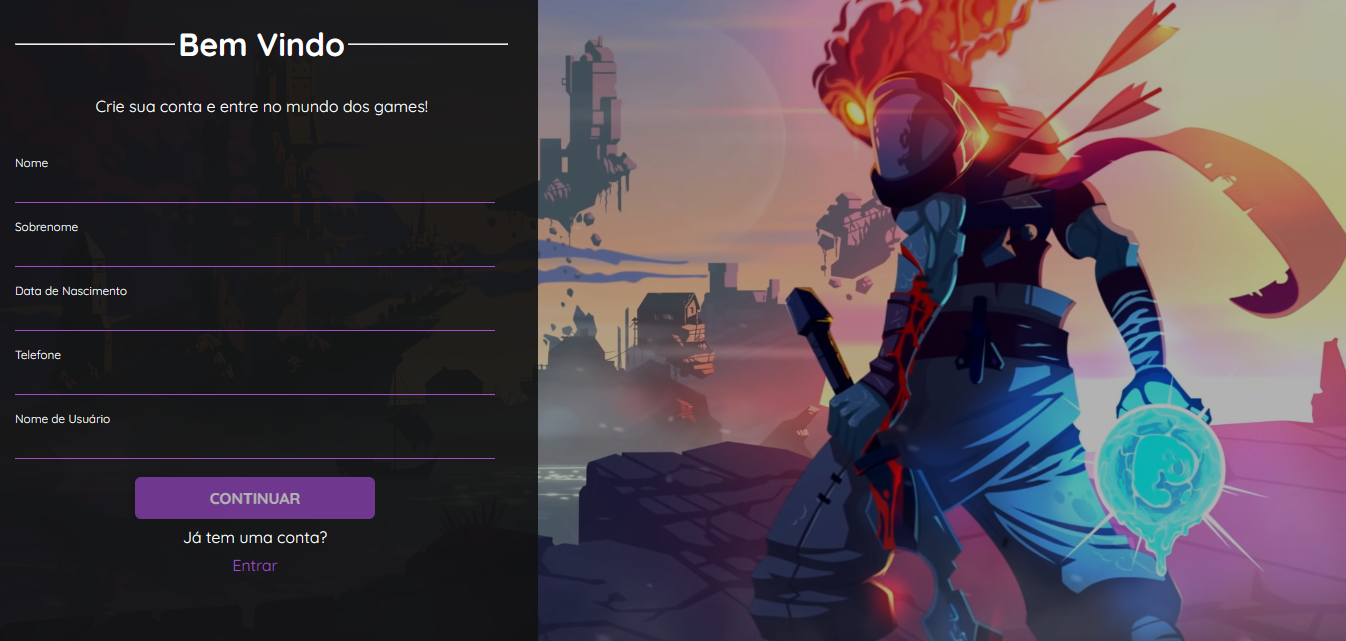 Bem Vindo
Crie sua conta e entre no mundo dos games!
Nome
Sobrenome
Data de Nascimento
Telefone
Nome de Usuário
CONTINUAR
Já tem uma conta?
Entrar